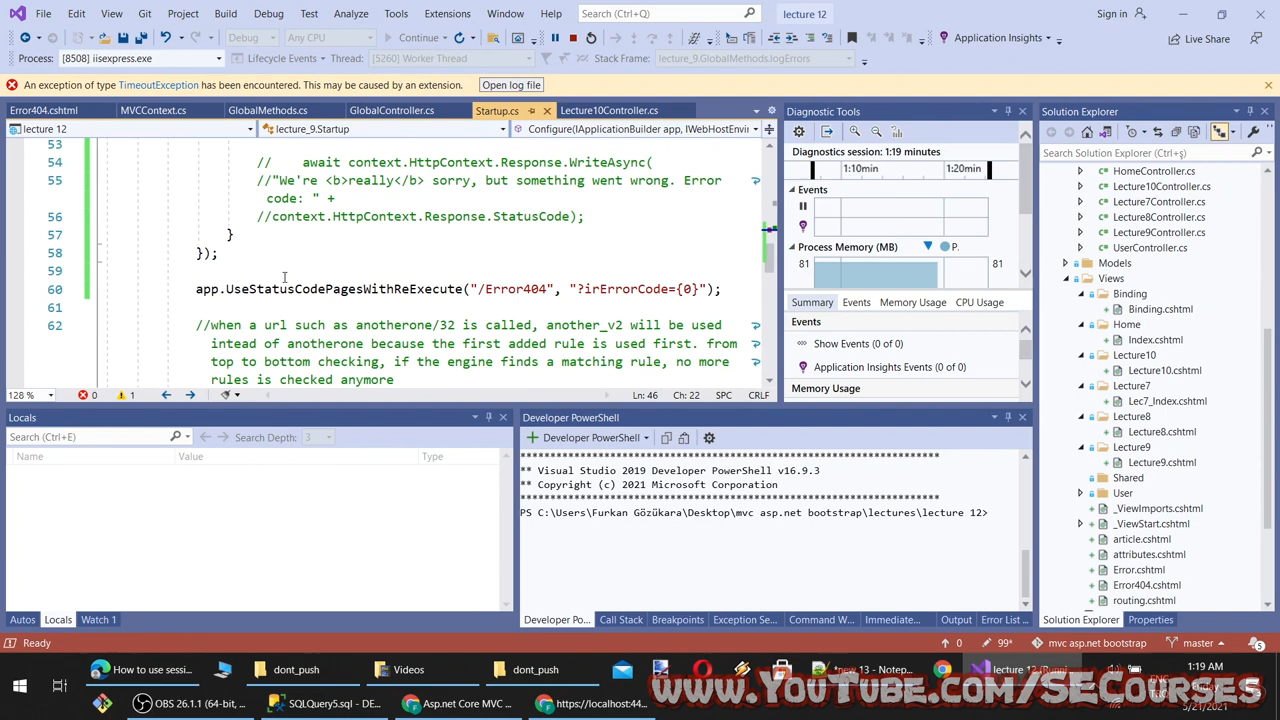 File Edit View Git Project Build Debug Test Analyze Tools Extensions Window Help Search (Ctrl+Q) lecture 12 Sign in
Debug Any CPU Continue Application Insights Live Share
Process: [8508] iisexpress.exe Lifecycle Events Thread: [5260] Worker Thread Stack Frame: lecture_9.GlobalMethods.logErrors
An exception of type TimeoutException has been encountered. This may be caused by an extension. Open log file
Error404.cshtml MVCContext.cs GlobalMethods.cs GlobalController.cs Startup.cs Lecture10Controller.cs
lecture 12 lecture_9.Startup Configure(IApplicationBuilder app, IWebHostEnvi
53
54 // await context.HttpContext.Response.WriteAsync(
55 //"We're <b>really</b> sorry, but something went wrong. Error
code: " +
56 //context.HttpContext.Response.StatusCode);
57 }
58 });
59
60 app.UseStatusCodePagesWithReExecute("/Error404", "?irErrorCode={0}");
61
62 //when a url such as anotherone/32 is called, another_v2 will be used
intead of anotherone because the first added rule is used first. from
top to bottom checking, if the engine finds a matching rule, no more
rules is checked anymore
128 % 0 1 Ln: 46 Ch: 22 SPC CRLF
Diagnostic Tools
Diagnostics session: 1:19 minutes
1:10min 1:20min
Events
Process Memory (MB) P.
81 81
Summary Events Memory Usage CPU Usage
Events
Show Events (0 of 0)
Application Insights Events (0 of 0)
Memory Usage
Solution Explorer
Search Solution Explorer (Ctrl+ş)
HomeController.cs
Lecture10Controller.cs
Lecture7Controller.cs
Lecture8Controller.cs
Lecture9Controller.cs
UserController.cs
Models
Views
Binding
Binding.cshtml
Home
Index.cshtml
Lecture10
Lecture10.cshtml
Lecture7
Lec7_Index.cshtml
Lecture8
Lecture8.cshtml
Lecture9
Lecture9.cshtml
Shared
User
_ViewImports.cshtml
_ViewStart.cshtml
article.cshtml
attributes.cshtml
Error.cshtml
Error404.cshtml
routing.cshtml
Solution Explorer Properties
Locals
Search (Ctrl+E) Search Depth: 3
Name Value Type
Autos Locals Watch 1
Developer PowerShell
Developer PowerShell
**********************************************************************
** Visual Studio 2019 Developer PowerShell v16.9.3
** Copyright (c) 2021 Microsoft Corporation
**********************************************************************
PS C:\Users\Furkan Gözükara\Desktop\mvc asp.net bootstrap\lectures\lecture 12>
Developer Po... Call Stack Breakpoints Exception Se... Command W... Immediate... Output Error List ...
Ready 0 99* mvc asp.net bootstrap master 5
How to use sessi... dont_push Videos dont_push *new 13 - Notep... lecture 12 (Runni... 1:19 AM
ENG Friday
OBS 26.1.1 (64-bit, ... SQLQuery5.sql - DE... Asp.net Core MVC ... https://localhost:44... 5/21/2021
www.YouTube.com/SECourses